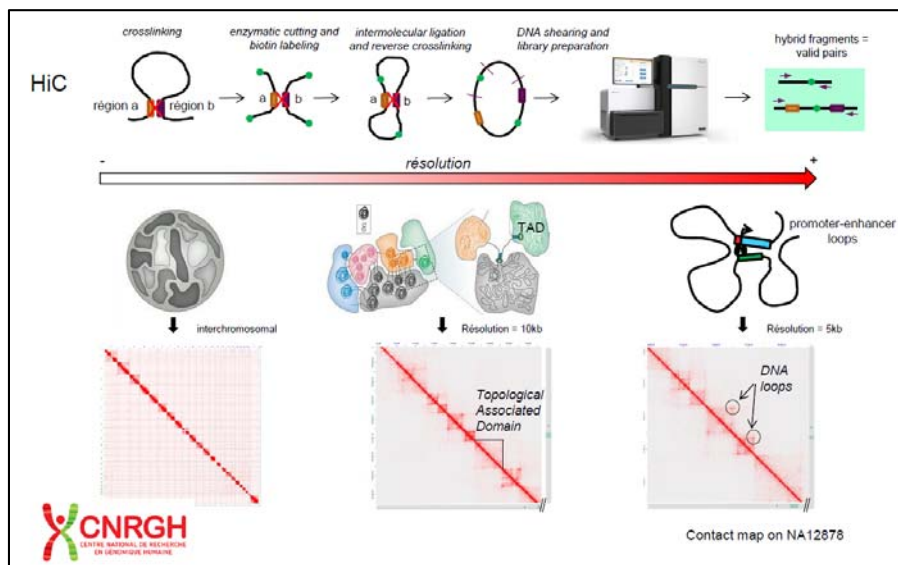 crosslinking
enzymatic cutting and
biotin labeling
intermolecular ligation
and reverse crosslinking
DNA shearing and
library preparation
hybrid fragments =
valid pairs
HiC
région a
région b
a
b
a
b
-
résolution
+
TAD
promoter-enhancer
loops
interchromosomal
Résolution = 10kb
Résolution = 5kb
Topological
Associated
Domain
DNA
loops
CNRGH
CENTRE NATIONAL DE RECHERCHE
EN GÉNOMIQUE HUMAINE
Contact map on NA12878